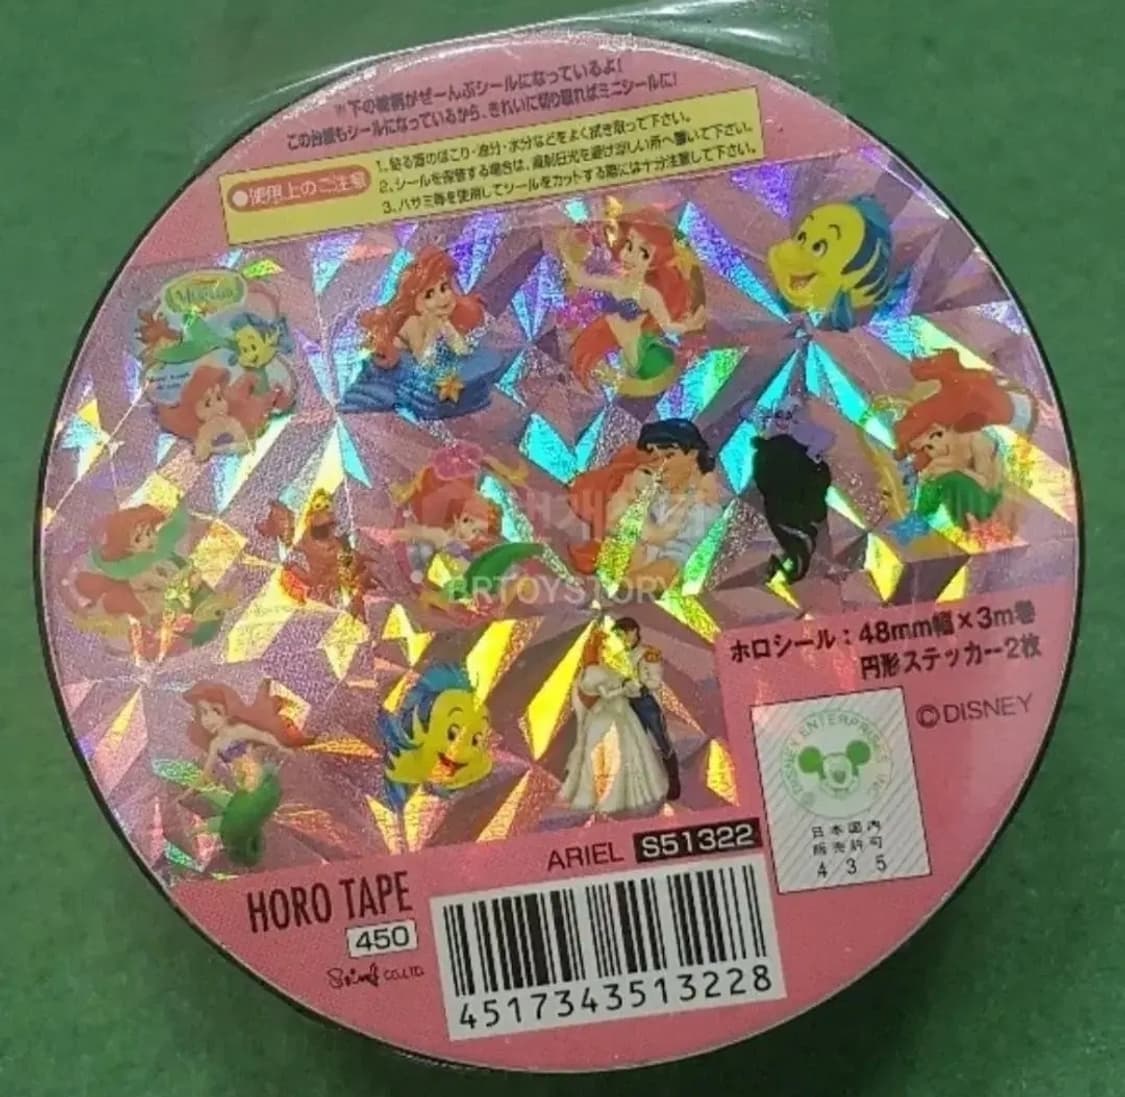 ※下の絵柄がぜーんぶシールになっているよ!
この台紙もシールになっているから、きれいに切り取ればミニシールに!
●使用上のご注意
1. 貼る面のほこり・油分・水分などをよく拭き取って下さい。
2. シールを保管する場合は、直射日光を避け涼しい所へ置いて下さい。
3. ハサミ等を使用してシールをカットする際には十分注意して下さい。
BRTOYSTORY
ホロシール：48mm幅×3m巻
円形ステッカー2枚
©DISNEY
DISNEY ENTERPRISES, INC.
日本国内
販売許可
435
ARIEL S51322
HORO TAPE
450
CO.,LTD
4517343513228